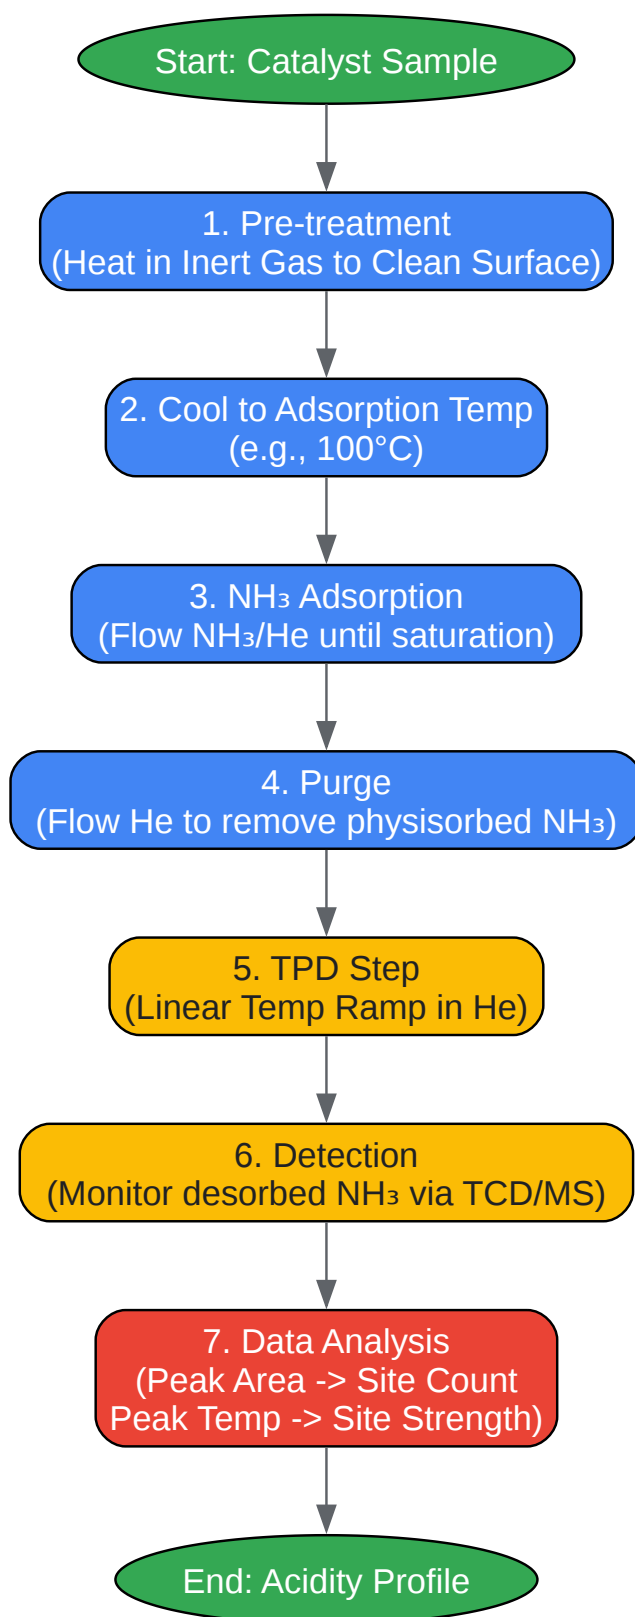 Start: Catalyst Sample
1. Pre-treatment
(Heat in Inert Gas to Clean Surface)
2. Cool to Adsorption Temp
(e.g., 100°C)
3. NH₃ Adsorption
(Flow NH₃/He until saturation)
4. Purge
(Flow He to remove physisorbed NH₃)
5. TPD Step
(Linear Temp Ramp in He)
6. Detection
(Monitor desorbed NH₃ via TCD/MS)
7. Data Analysis
(Peak Area -> Site Count
Peak Temp -> Site Strength)
End: Acidity Profile